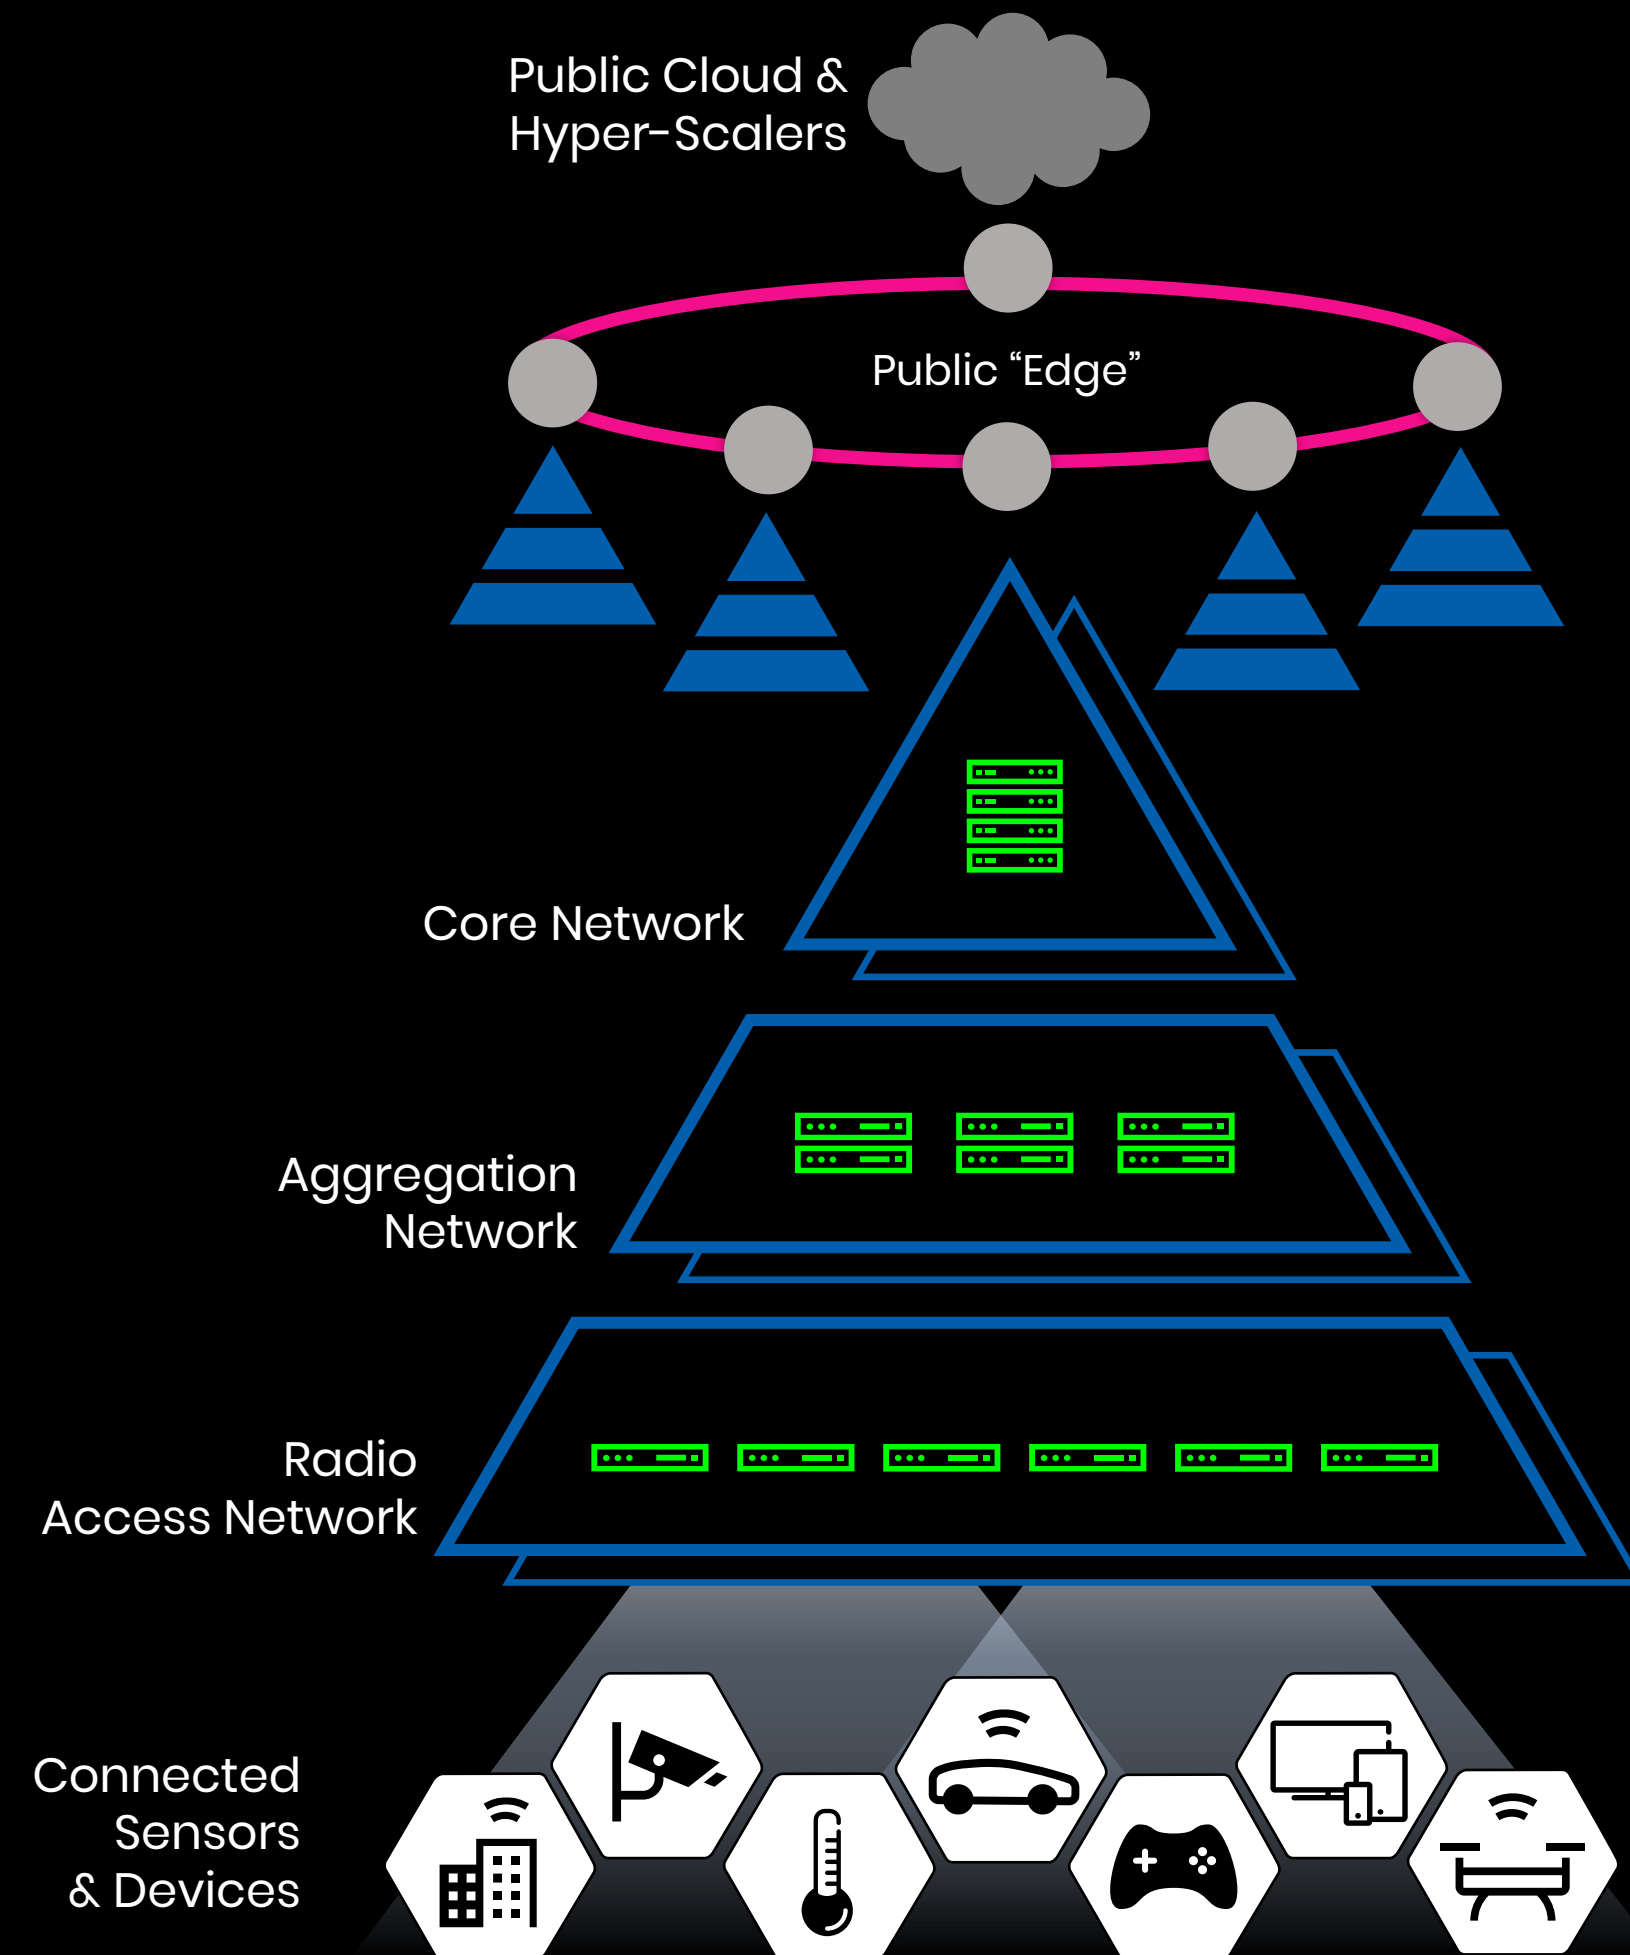 Public Cloud &
Hyper-Scalers
Public “Edge”
Core Network
Aggregation
Network
Radio
Access Network
Connected
Sensors
& Devices